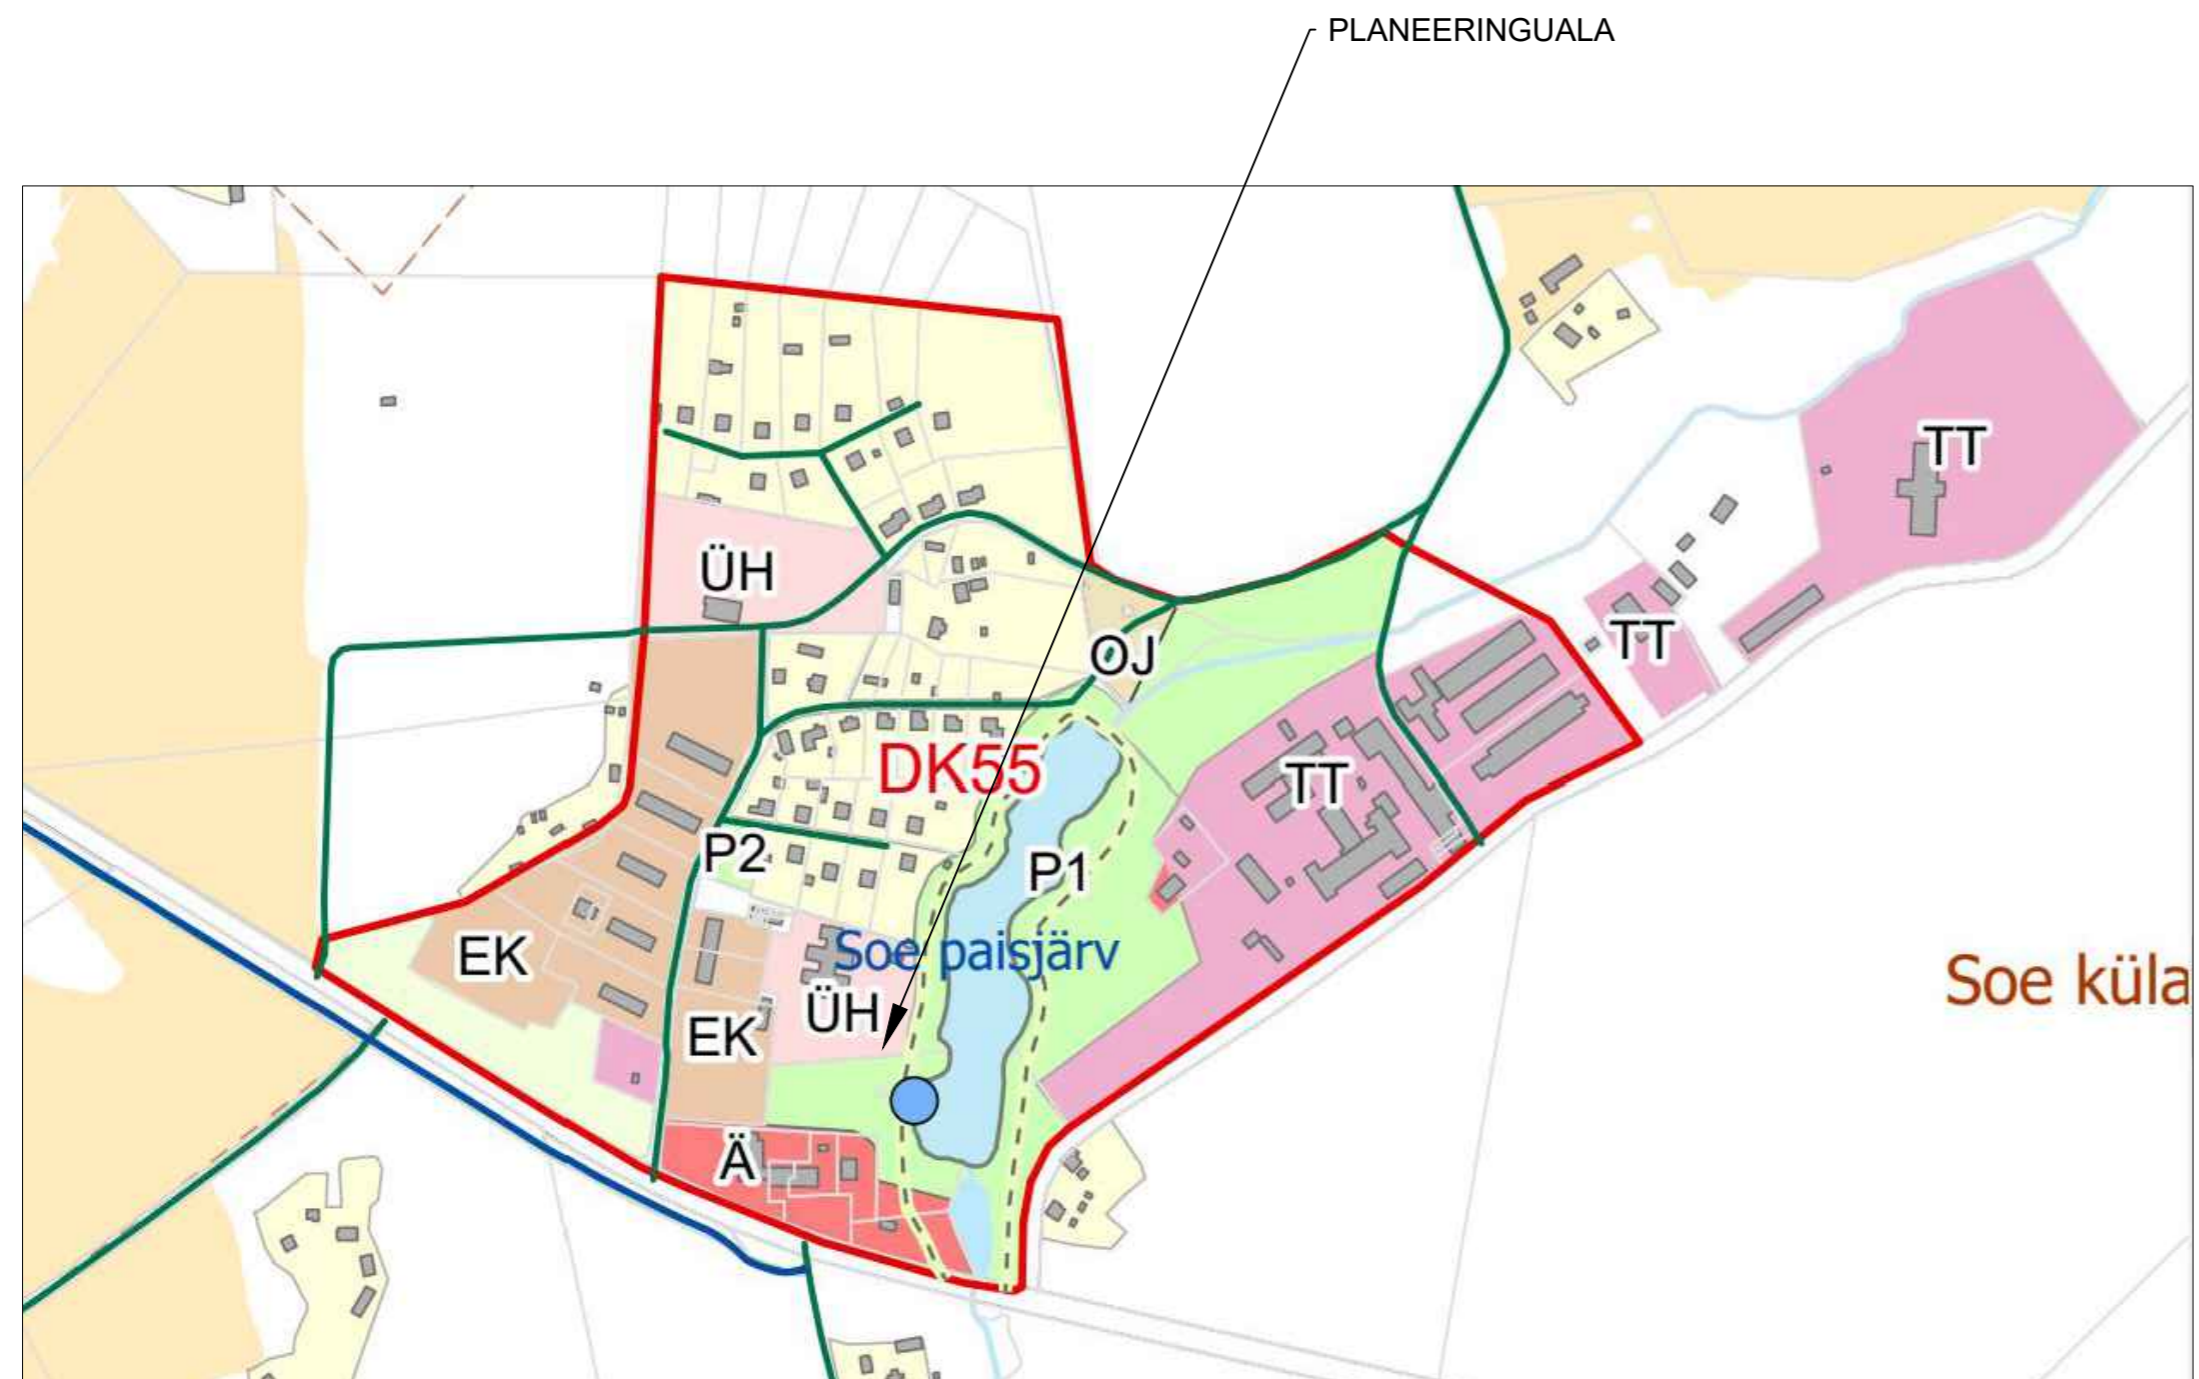 PLANEERINGUALA
TT
ÜH
TT
OJ
DK55
TT
P2
P1
EK
Soe paisjärv
Soe küla
ÜH
EK
Ä